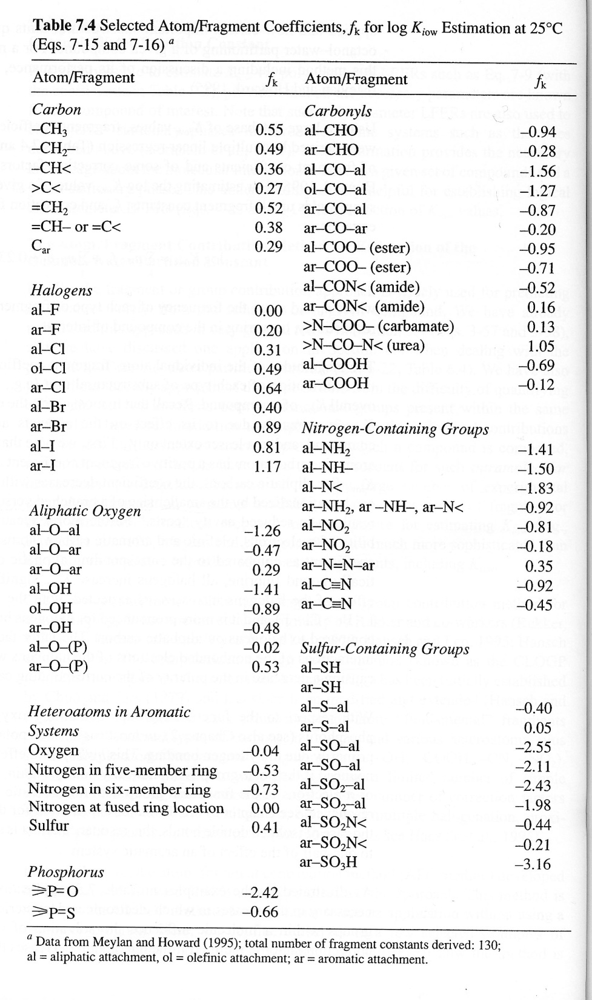 Table 7.4 Selected Atom/Fragment Coefficients, fₖ for log Kᵢₒw Estimation at 25°C
(Eqs. 7-15 and 7-16) ᵃ
Atom/Fragment fₖ
Carbon
–CH₃ 0.55
–CH₂– 0.49
–CH< 0.36
>C< 0.27
=CH₂ 0.52
=CH– or =C< 0.38
Cₐᵣ 0.29
Halogens
al–F 0.00
ar–F 0.20
al–Cl 0.31
ol–Cl 0.49
ar–Cl 0.64
al–Br 0.40
ar–Br 0.89
al–I 0.81
ar–I 1.17
Aliphatic Oxygen
al–O–al –1.26
al–O–ar –0.47
ar–O–ar 0.29
al–OH –1.41
ol–OH –0.89
ar–OH –0.48
al–O–(P) –0.02
ar–O–(P) 0.53
Heteroatoms in Aromatic
Systems
Oxygen –0.04
Nitrogen in five-member ring –0.53
Nitrogen in six-member ring –0.73
Nitrogen at fused ring location 0.00
Sulfur 0.41
Phosphorus
⩾P=O –2.42
⩾P=S –0.66
Atom/Fragment fₖ
Carbonyls
al–CHO –0.94
ar–CHO –0.28
al–CO–al –1.56
ol–CO–al –1.27
ar–CO–al –0.87
ar–CO–ar –0.20
al–COO– (ester) –0.95
ar–COO– (ester) –0.71
al–CON< (amide) –0.52
ar–CON< (amide) 0.16
>N–COO– (carbamate) 0.13
>N–CO–N< (urea) 1.05
al–COOH –0.69
ar–COOH –0.12
Nitrogen-Containing Groups
al–NH₂ –1.41
al–NH– –1.50
al–N< –1.83
ar–NH₂, ar –NH–, ar–N< –0.92
al–NO₂ –0.81
ar–NO₂ –0.18
ar–N=N–ar 0.35
al–C≡N –0.92
ar–C≡N –0.45
Sulfur-Containing Groups
al–SH
ar–SH
al–S–al –0.40
ar–S–al 0.05
al–SO–al –2.55
ar–SO–al –2.11
al–SO₂–al –2.43
ar–SO₂–al –1.98
al–SO₂N< –0.44
ar–SO₂N< –0.21
ar–SO₃H –3.16
ᵃ Data from Meylan and Howard (1995); total number of fragment constants derived: 130;
al = aliphatic attachment, ol = olefinic attachment; ar = aromatic attachment.